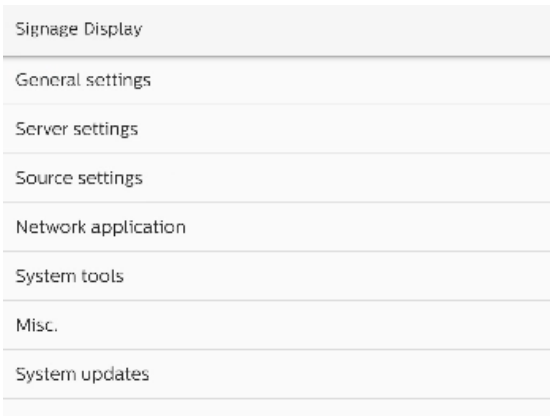 Signage Display
General settings
Server settings
Source settings
Network application
System tools
Misc.
System updates